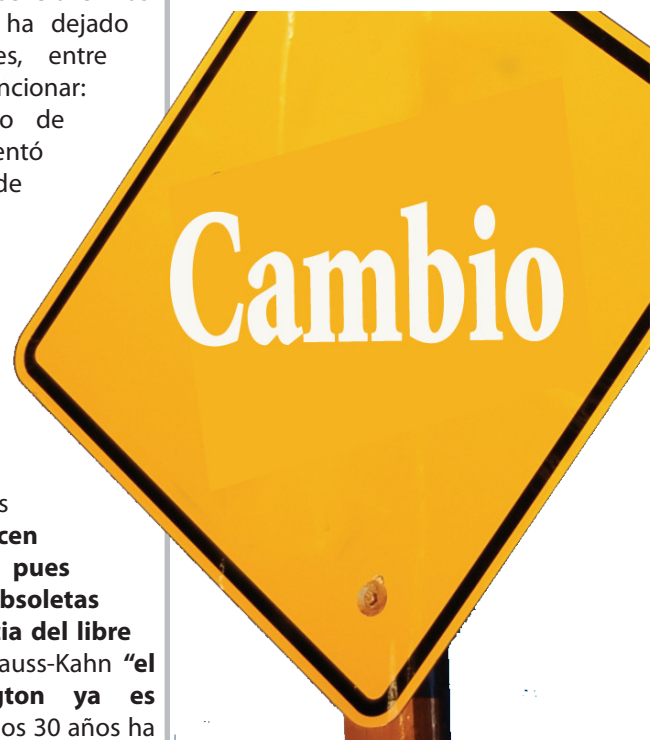 ha dejado
es, entre
ncionar:
o de
entó
de
Cambio
s
cen
pues
bsoletas
ia del libre
auss-Kahn “el
gton ya es
os 30 años ha